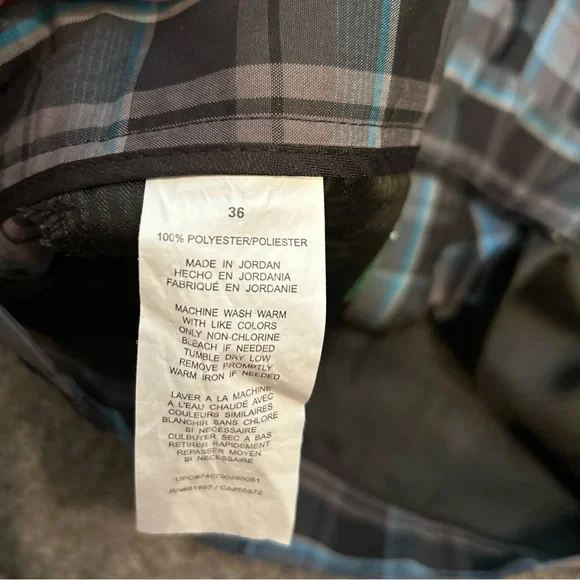 36
100% POLYESTER/POLIESTER
MADE IN JORDAN
HECHO EN JORDANIA
FABRIQUÉ EN JORDANIE
MACHINE WASH WARM
WITH LIKE COLORS
ONLY NON-CHLORINE
BLEACH IF NEEDED
TUMBLE DRY LOW
REMOVE PROMPTLY
WARM IRON IF NEEDED
LAVER A LA MACHINE
A L'EAU CHAUDE AVEC
COULEURS SIMILAIRES
BLANCHIR SANS CHLORE
SI NECESSAIRE
CULBUTER SEC A BAS
RETIRER RAPIDEMENT
REPASSER MOYEN
SI NECESSAIRE